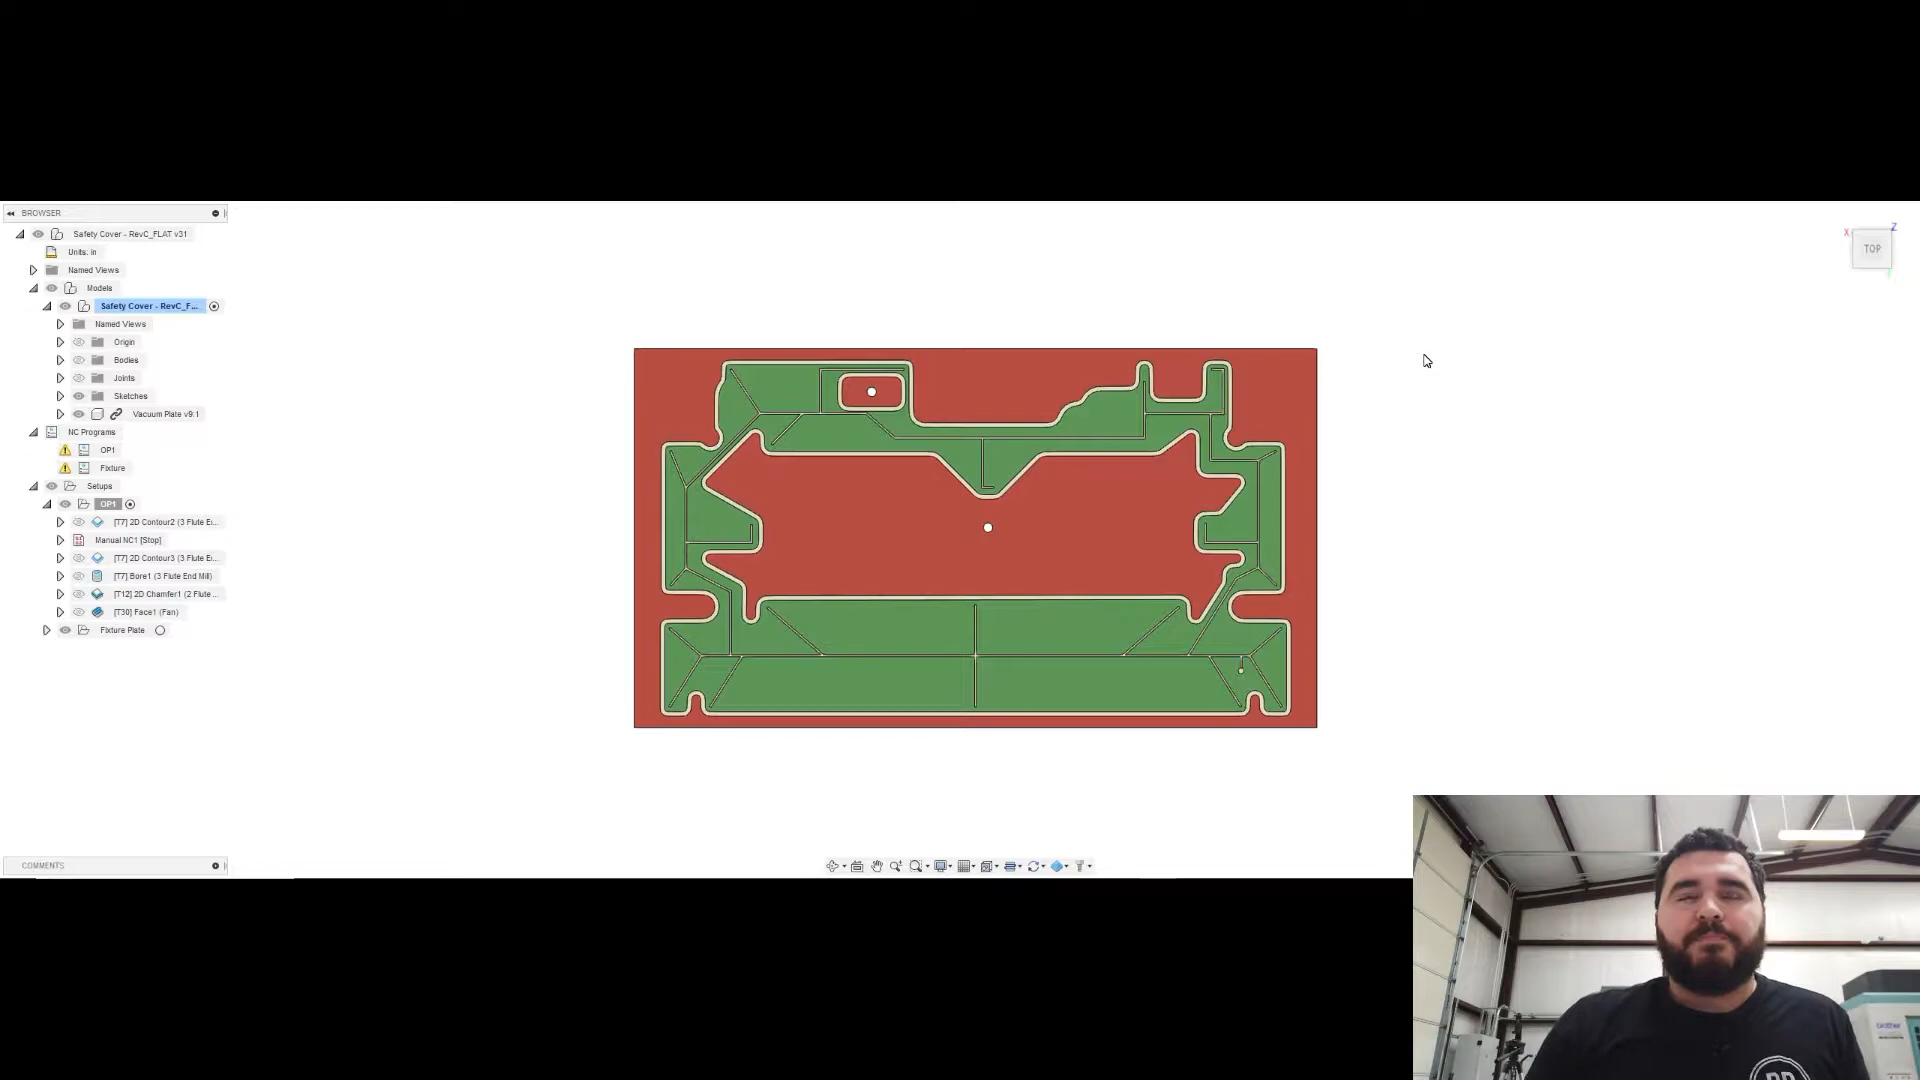 BROWSER
Safety Cover - RevC_FLAT v31
Units: in
Named Views
Models
Safety Cover - RevC_F...
Named Views
Origin
Bodies
Joints
Sketches
Vacuum Plate v9:1
NC Programs
OP1
Fixture
Setups
OP1
[T7] 2D Contour2 (3 Flute E...
Manual NC1 [Stop]
[T7] 2D Contour3 (3 Flute E...
[T7] Bore1 (3 Flute End Mill)
[T12] 2D Chamfer1 (2 Flute ...
[T30] Face1 (Fan)
Fixture Plate
COMMENTS
X
Z
TOP
brother